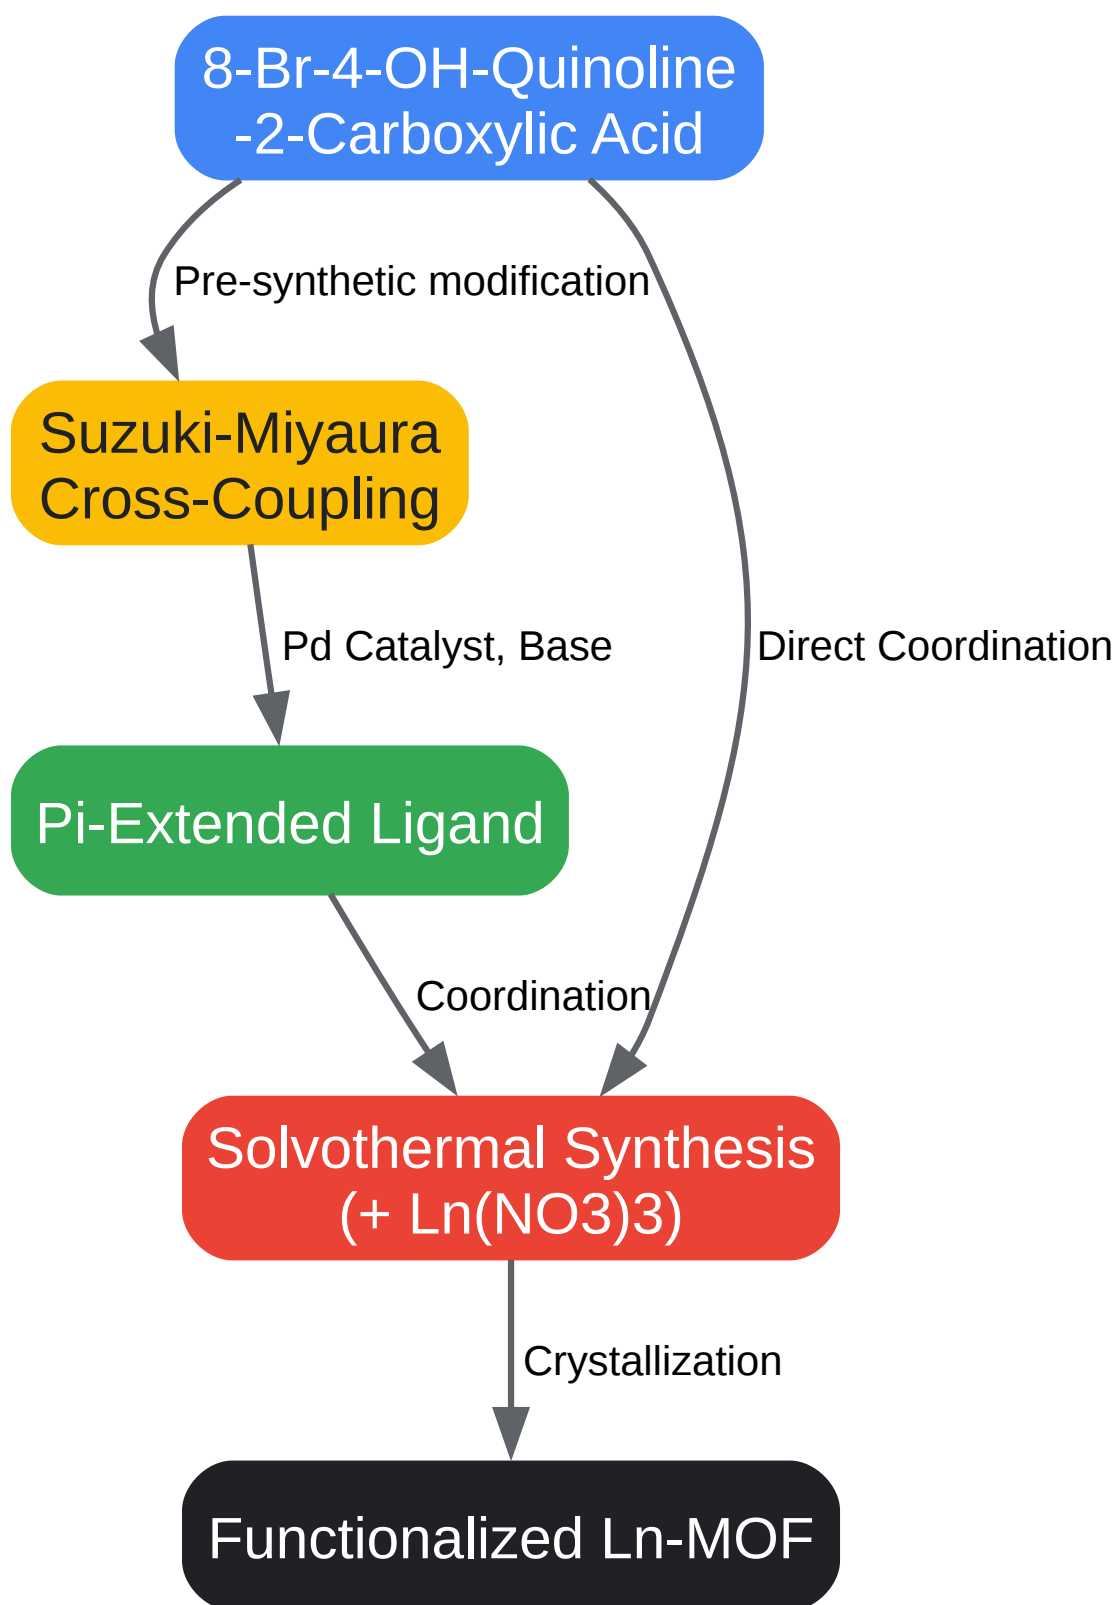 8-Br-4-OH-Quinoline
-2-Carboxylic Acid
Pre-synthetic modification
Suzuki-Miyaura
Cross-Coupling
Pd Catalyst, Base
Direct Coordination
Pi-Extended Ligand
Coordination
Solvothermal Synthesis
(+ Ln(NO3)3)
Crystallization
Functionalized Ln-MOF